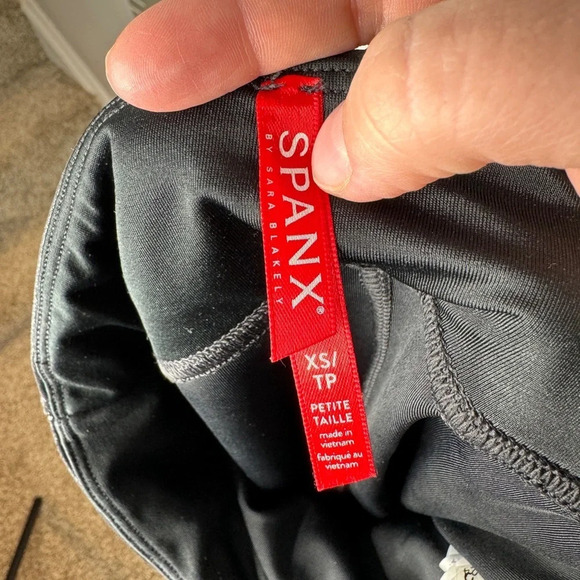 SPANX®
BY SARA BLAKELY
XS/
TP
PETITE
TAILLE
made in
vietnam
fabriqué au
vietnam